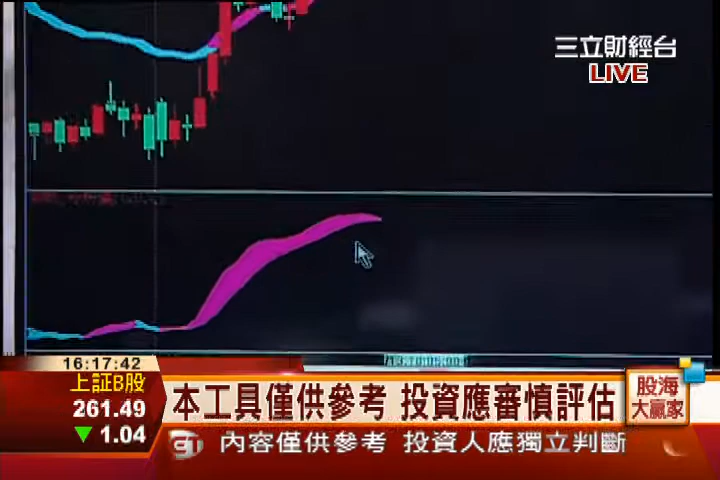 三立財經台
LIVE
16:17:42
上証B股
261.49
▼ 1.04
本工具僅供參考 投資應審慎評估
股海
大贏家
內容僅供參考 投資人應獨立判斷